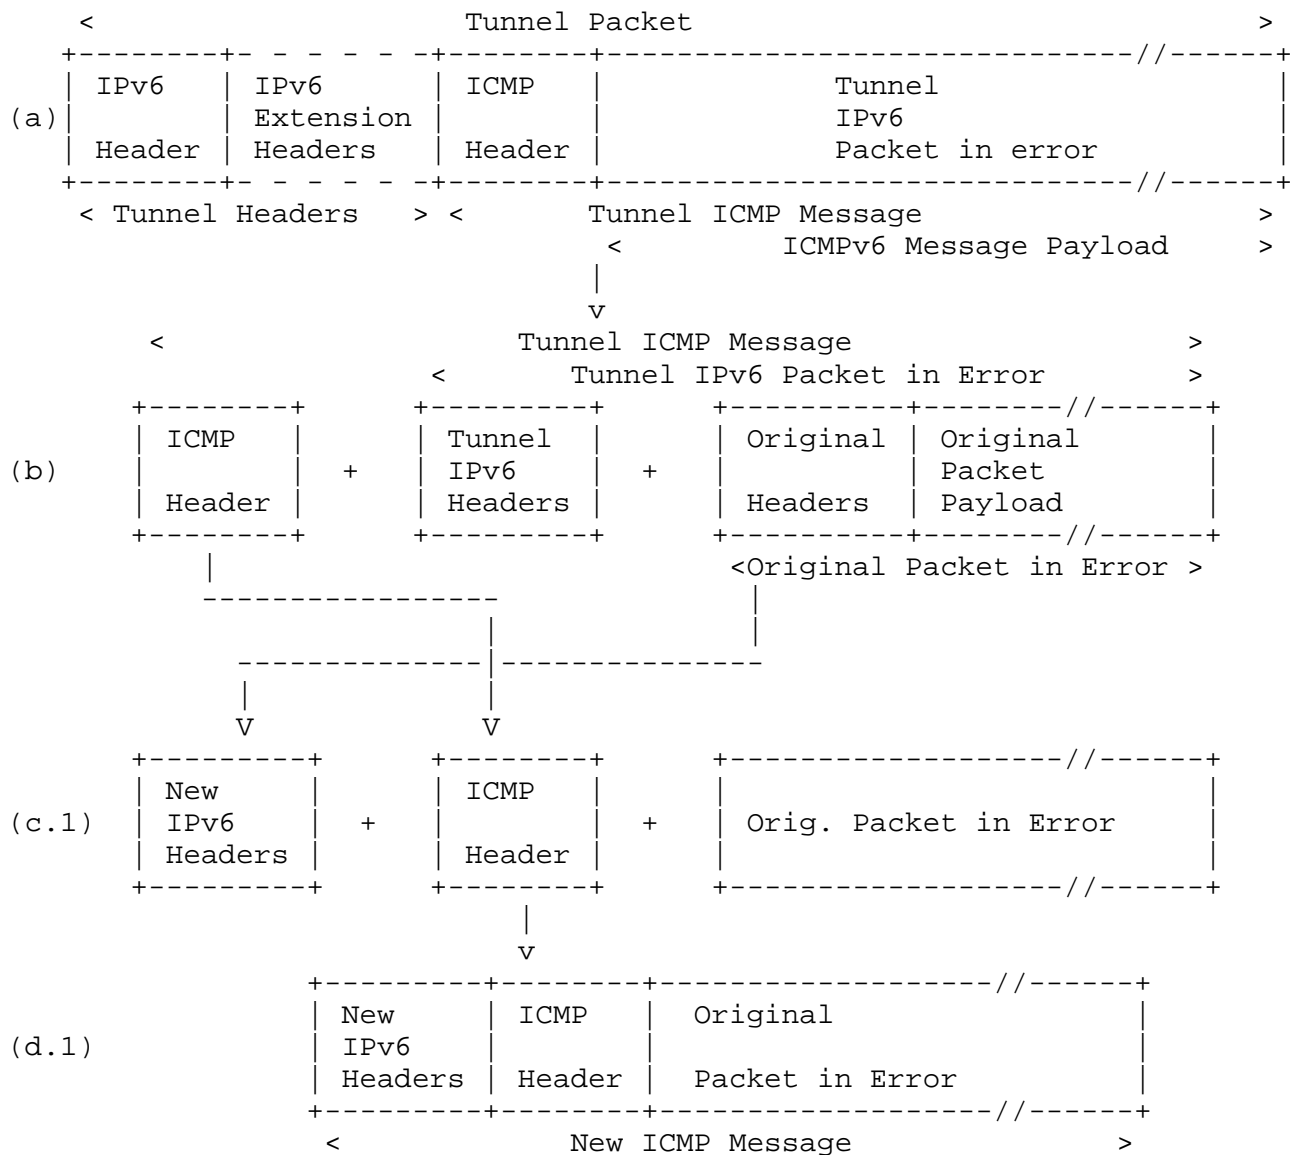 < Tunnel Packet >
+--------+- - - - - -+--------+------------------------------//------+
| IPv6 | IPv6 | ICMP | Tunnel |
(a)| | Extension | | IPv6 |
| Header | Headers | Header | Packet in error |
+--------+- - - - - -+--------+------------------------------//------+
< Tunnel Headers > < Tunnel ICMP Message >
< ICMPv6 Message Payload >
|
v
< Tunnel ICMP Message >
< Tunnel IPv6 Packet in Error >
+--------+ +---------+ +----------+--------//------+
| ICMP | | Tunnel | | Original | Original |
(b) | | + | IPv6 | + | | Packet |
| Header | | Headers | | Headers | Payload |
+--------+ +---------+ +----------+--------//------+
| <Original Packet in Error >
----------------- |
| |
--------------|---------------
| |
V V
+---------+ +--------+ +-------------------//------+
| New | | ICMP | | |
(c.1) | IPv6 | + | | + | Orig. Packet in Error |
| Headers | | Header | | |
+---------+ +--------+ +-------------------//------+
|
v
+---------+--------+-------------------//------+
| New | ICMP | Original |
(d.1) | IPv6 | | |
| Headers | Header | Packet in Error |
+---------+--------+-------------------//------+
< New ICMP Message >